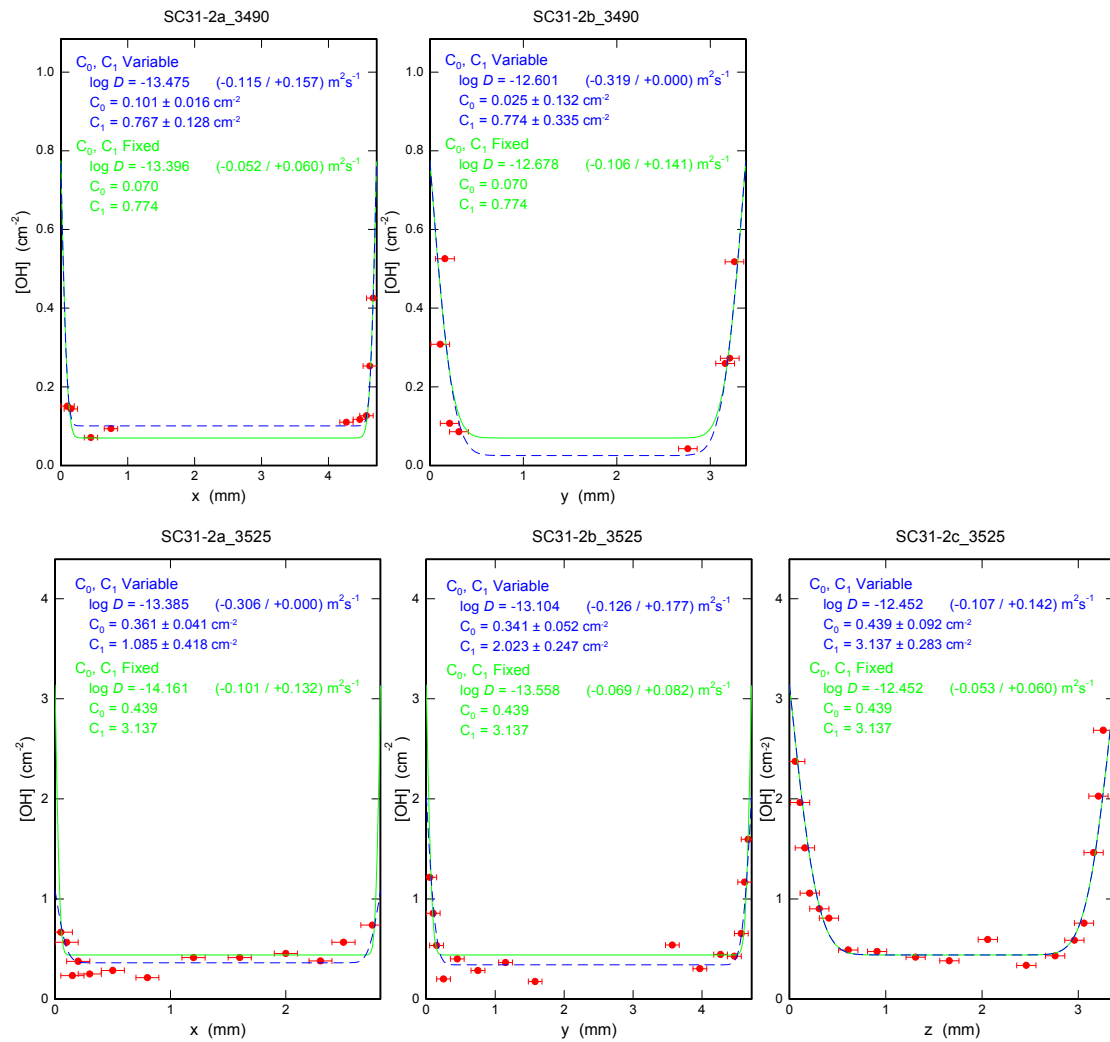 SC31-2a_3490
C₀, C₁ Variable
log D = -13.475 (-0.115 / +0.157) m²s⁻¹
C₀ = 0.101 ± 0.016 cm⁻²
C₁ = 0.767 ± 0.128 cm⁻²
C₀, C₁ Fixed
log D = -13.396 (-0.052 / +0.060) m²s⁻¹
C₀ = 0.070
C₁ = 0.774
[OH] (cm⁻²)
1.0
0.8
0.6
0.4
0.2
0.0
0 1 2 3 4
x (mm)
SC31-2b_3490
C₀, C₁ Variable
log D = -12.601 (-0.319 / +0.000) m²s⁻¹
C₀ = 0.025 ± 0.132 cm⁻²
C₁ = 0.774 ± 0.335 cm⁻²
C₀, C₁ Fixed
log D = -12.678 (-0.106 / +0.141) m²s⁻¹
C₀ = 0.070
C₁ = 0.774
[OH] (cm⁻²)
1.0
0.8
0.6
0.4
0.2
0.0
0 1 2 3
y (mm)
SC31-2a_3525
C₀, C₁ Variable
log D = -13.385 (-0.306 / +0.000) m²s⁻¹
C₀ = 0.361 ± 0.041 cm⁻²
C₁ = 1.085 ± 0.418 cm⁻²
C₀, C₁ Fixed
log D = -14.161 (-0.101 / +0.132) m²s⁻¹
C₀ = 0.439
C₁ = 3.137
[OH] (cm⁻²)
4
3
2
1
0
0 1 2
x (mm)
SC31-2b_3525
C₀, C₁ Variable
log D = -13.104 (-0.126 / +0.177) m²s⁻¹
C₀ = 0.341 ± 0.052 cm⁻²
C₁ = 2.023 ± 0.247 cm⁻²
C₀, C₁ Fixed
log D = -13.558 (-0.069 / +0.082) m²s⁻¹
C₀ = 0.439
C₁ = 3.137
[OH] (cm⁻²)
4
3
2
1
0
0 1 2 3 4
y (mm)
SC31-2c_3525
C₀, C₁ Variable
log D = -12.452 (-0.107 / +0.142) m²s⁻¹
C₀ = 0.439 ± 0.092 cm⁻²
C₁ = 3.137 ± 0.283 cm⁻²
C₀, C₁ Fixed
log D = -12.452 (-0.053 / +0.060) m²s⁻¹
C₀ = 0.439
C₁ = 3.137
[OH] (cm⁻²)
4
3
2
1
0
0 1 2 3
z (mm)